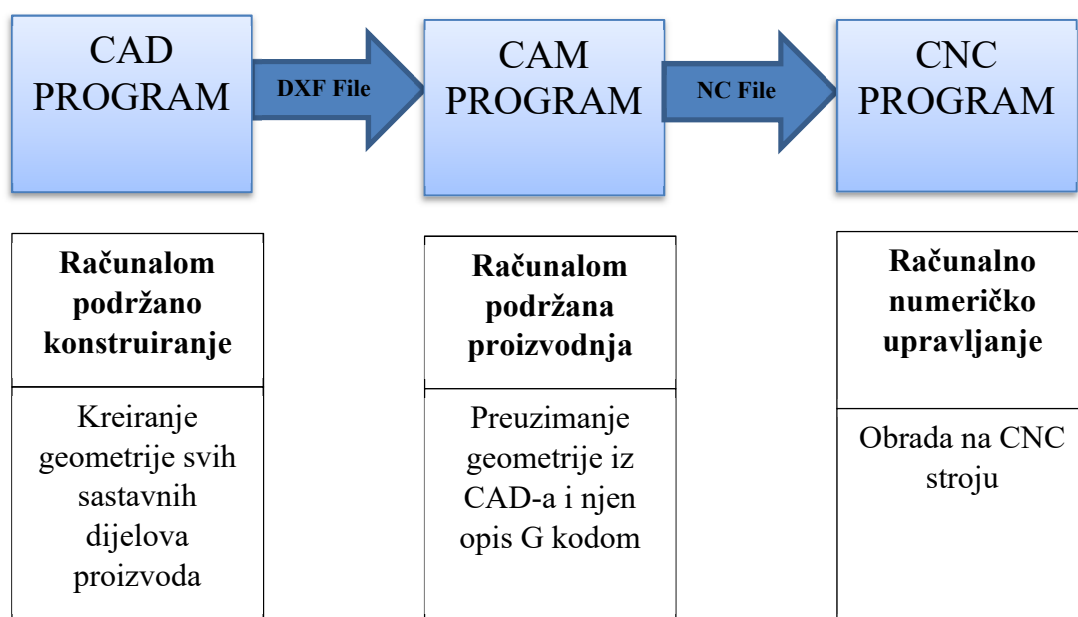 CAD
PROGRAM
DXF File
CAM
PROGRAM
NC File
CNC
PROGRAM
Računalom
podržano
konstruiranje
Kreiranje
geometrije svih
sastavnih
dijelova
proizvoda
Računalom
podržana
proizvodnja
Preuzimanje
geometrije iz
CAD-a i njen
opis G kodom
Računalno
numeričko
upravljanje
Obrada na CNC
stroju